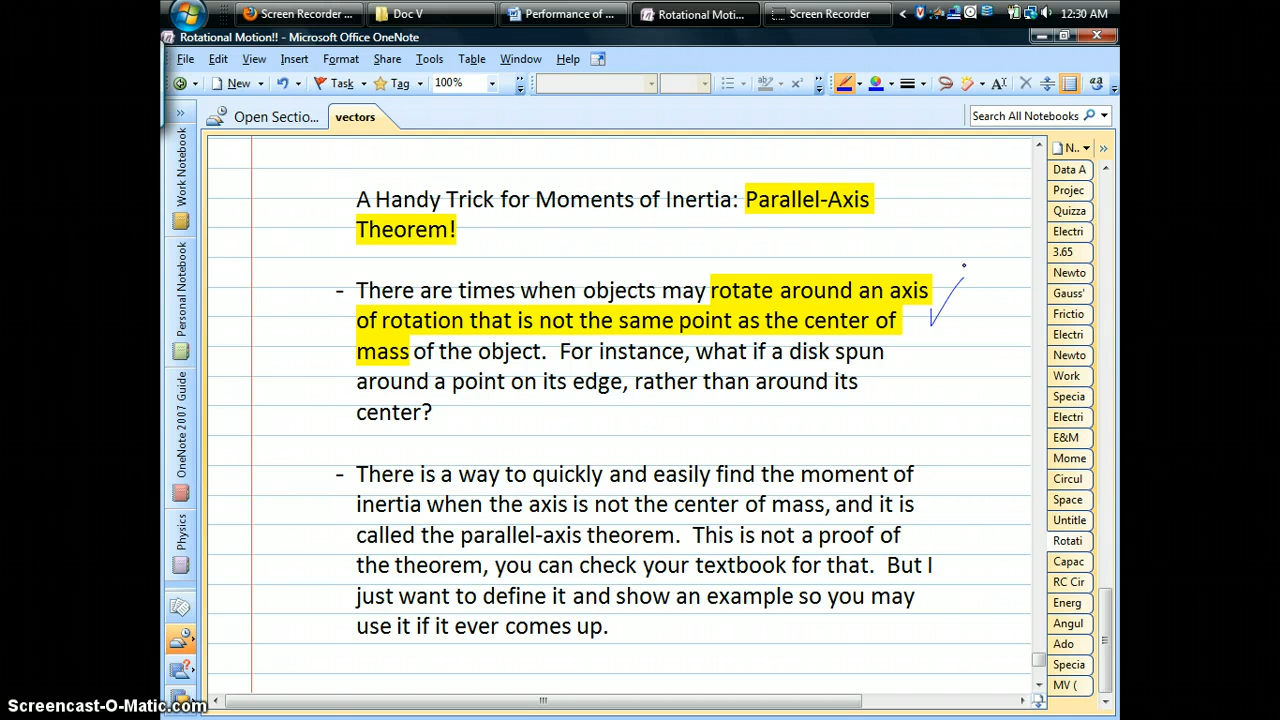 Screen Recorder ...
Doc V
Performance of ...
Rotational Moti...
Screen Recorder
12:30 AM
Rotational Motion!! - Microsoft Office OneNote
File Edit View Insert Format Share Tools Table Window Help
New Task Tag 100%
Open Sectio... vectors Search All Notebooks
A Handy Trick for Moments of Inertia: Parallel-Axis
Theorem!
- There are times when objects may rotate around an axis
of rotation that is not the same point as the center of
mass of the object. For instance, what if a disk spun
around a point on its edge, rather than around its
center?
- There is a way to quickly and easily find the moment of
inertia when the axis is not the center of mass, and it is
called the parallel-axis theorem. This is not a proof of
the theorem, you can check your textbook for that. But I
just want to define it and show an example so you may
use it if it ever comes up.
Work Notebook
Personal Notebook
OneNote 2007 Guide
Physics
N..
Data A
Projec
Quizza
Electri
3.65
Newto
Gauss'
Frictio
Electri
Newto
Work
Specia
Electri
E&M
Mome
Circul
Space
Untitle
Rotati
Capac
RC Cir
Energ
Angul
Ado
Specia
MV (
Screencast-O-Matic.com